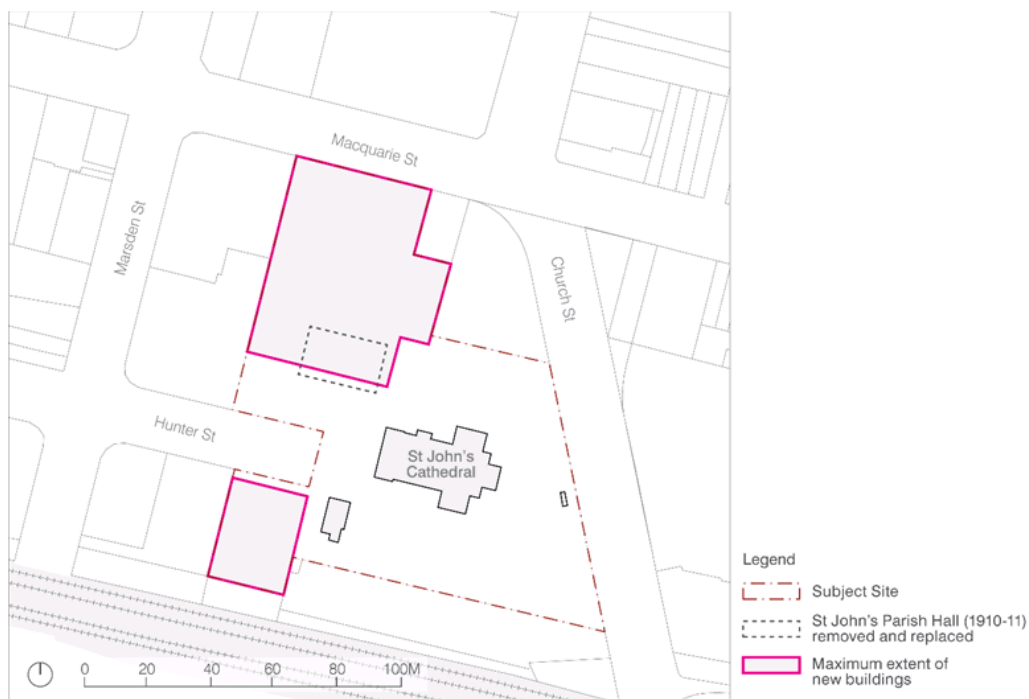 Macquarie St
Marsden St
Church St
Hunter St
St John's
Cathedral
Legend
Subject Site
St John's Parish Hall (1910-11)
removed and replaced
Maximum extent of
new buildings
0 20 40 60 80 100M